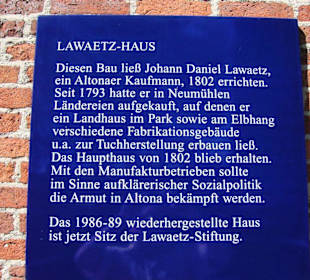 LAWAETZ-HAUS
Diesen Bau ließ Johann Daniel Lawaetz,
ein Altonaer Kaufmann, 1802 errichten.
Seit 1793 hatte er in Neumühlen
Ländereien aufgekauft, auf denen er
ein Landhaus im Park sowie am Elbhang
verschiedene Fabrikationsgebäude
u.a. zur Tuchherstellung erbauen ließ.
Das Haupthaus von 1802 blieb erhalten.
Mit den Manufakturbetrieben sollte
im Sinne aufklärerischer Sozialpolitik
die Armut in Altona bekämpft werden.
Das 1986-89 wiederhergestellte Haus
ist jetzt Sitz der Lawaetz-Stiftung.